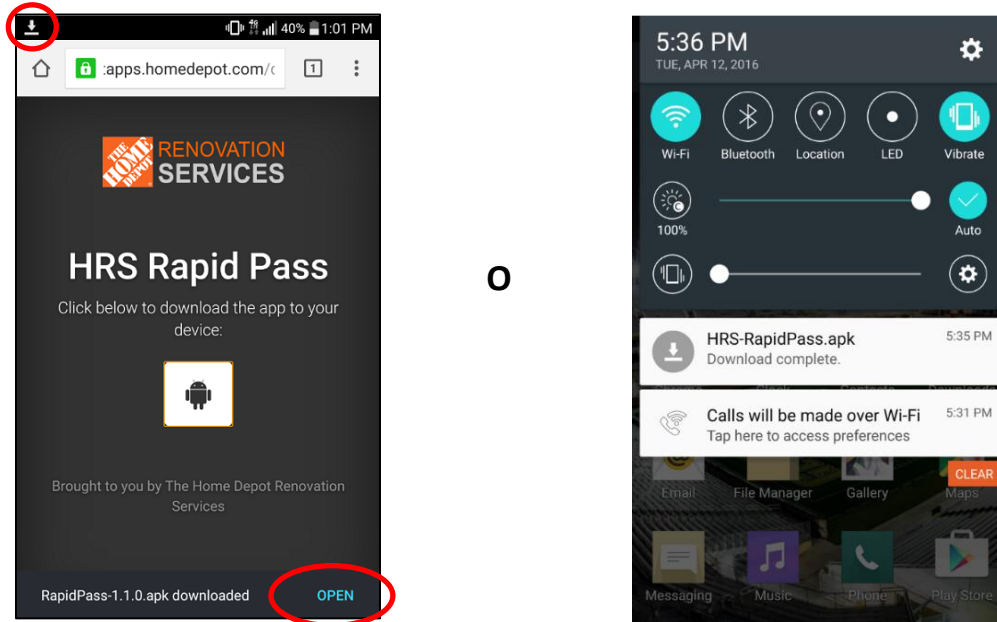 40% 1:01 PM
:apps.homedepot.com/c
1
THE HOME DEPOT
RENOVATION
SERVICES
HRS Rapid Pass
Click below to download the app to your
device:
Brought to you by The Home Depot Renovation
Services
RapidPass-1.1.0.apk downloaded OPEN
o
5:36 PM
TUE, APR 12, 2016
Wi-Fi Bluetooth Location LED Vibrate
100% Auto
HRS-RapidPass.apk 5:35 PM
Download complete.
Calls will be made over Wi-Fi 5:31 PM
Tap here to access preferences
CLEAR
Email File Manager Gallery Maps
Messaging Music Phone Play Store